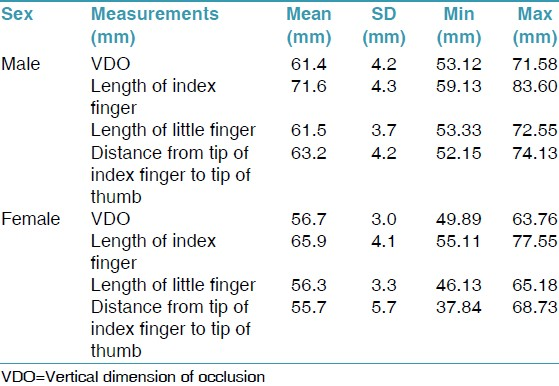 Sex Measurements Mean SD Min Max
(mm) (mm) (mm) (mm) (mm)
Male VDO 61.4 4.2 53.12 71.58
Length of index 71.6 4.3 59.13 83.60
finger
Length of little finger 61.5 3.7 53.33 72.55
Distance from tip of 63.2 4.2 52.15 74.13
index finger to tip of
thumb
Female VDO 56.7 3.0 49.89 63.76
Length of index 65.9 4.1 55.11 77.55
finger
Length of little finger 56.3 3.3 46.13 65.18
Distance from tip of 55.7 5.7 37.84 68.73
index finger to tip of
thumb
VDO=Vertical dimension of occlusion